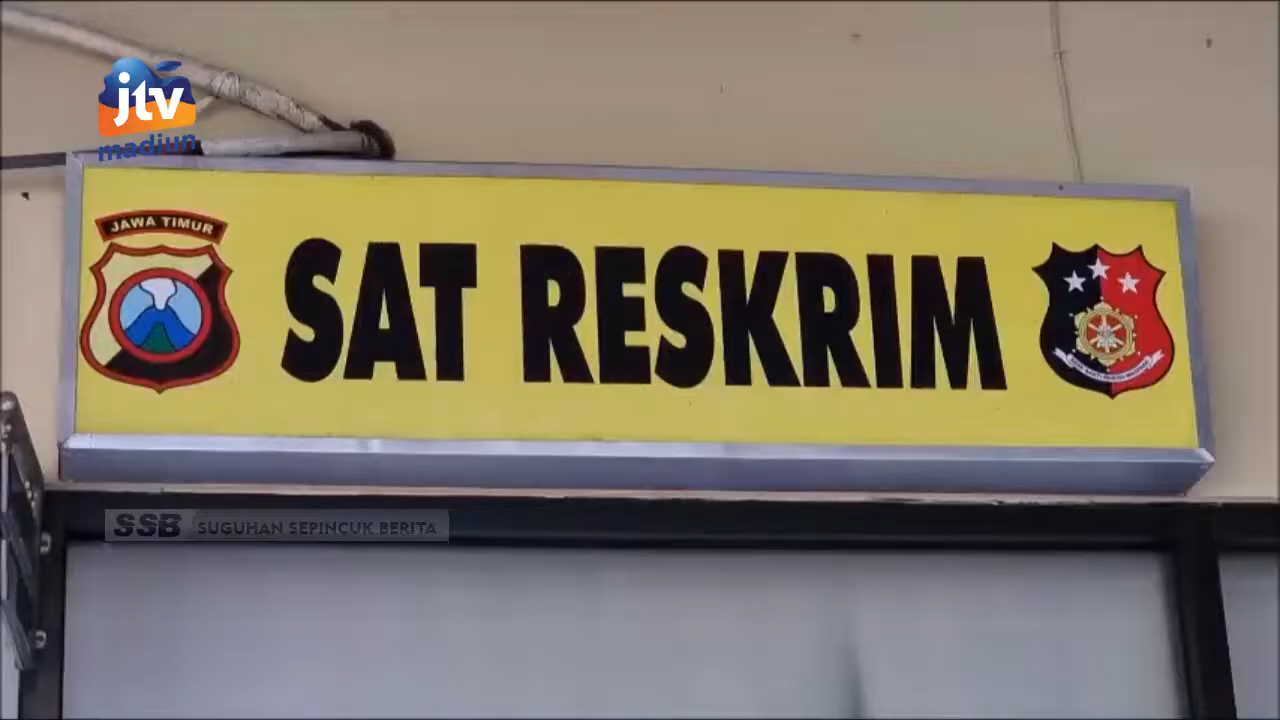 jtv
madiun
JAWA TIMUR
SAT RESKRIM
SSB SUGUHAN SEPINCUK BERITA